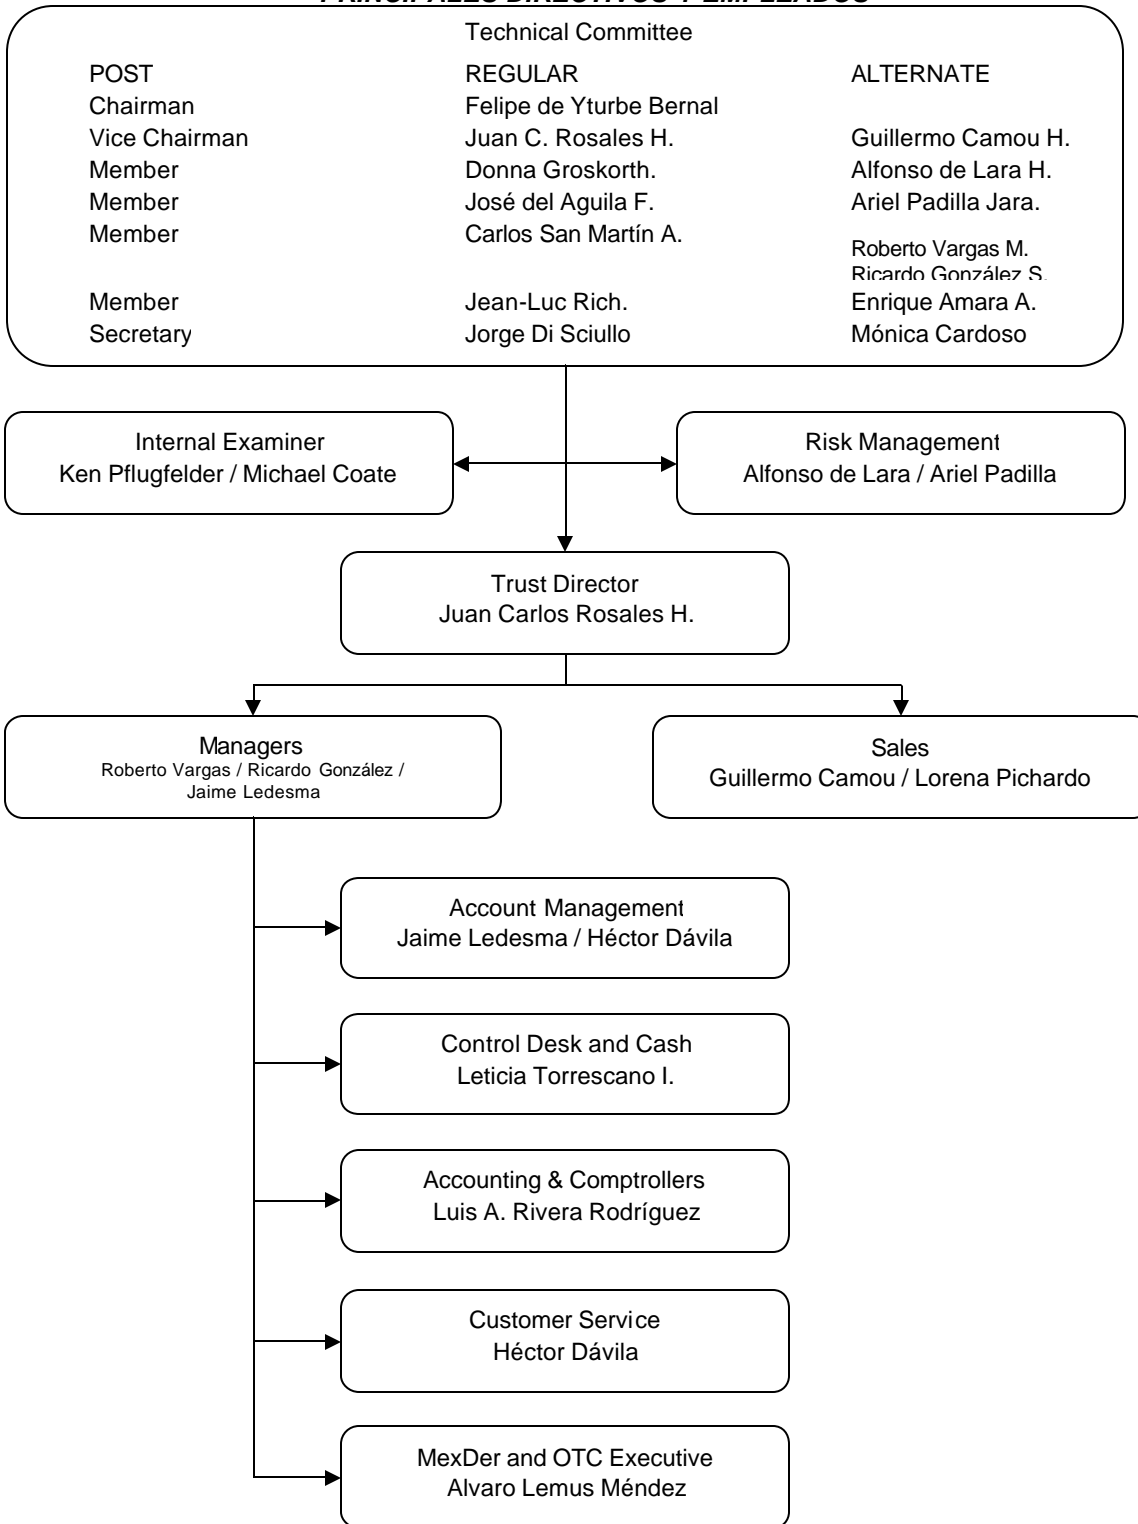 PRINCIPALES DIRECTIVOS Y EMPLEADOS
Technical Committee
POST REGULAR ALTERNATE
Chairman Felipe de Yturbe Bernal
Vice Chairman Juan C. Rosales H. Guillermo Camou H.
Member Donna Groskorth. Alfonso de Lara H.
Member José del Aguila F. Ariel Padilla Jara.
Member Carlos San Martín A. Roberto Vargas M.
Ricardo González S.
Member Jean-Luc Rich. Enrique Amara A.
Secretary Jorge Di Sciullo Mónica Cardoso
Internal Examiner
Ken Pflugfelder / Michael Coate
Risk Management
Alfonso de Lara / Ariel Padilla
Trust Director
Juan Carlos Rosales H.
Managers
Roberto Vargas / Ricardo González /
Jaime Ledesma
Sales
Guillermo Camou / Lorena Pichardo
Account Management
Jaime Ledesma / Héctor Dávila
Control Desk and Cash
Leticia Torrescano I.
Accounting & Comptrollers
Luis A. Rivera Rodríguez
Customer Service
Héctor Dávila
MexDer and OTC Executive
Alvaro Lemus Méndez